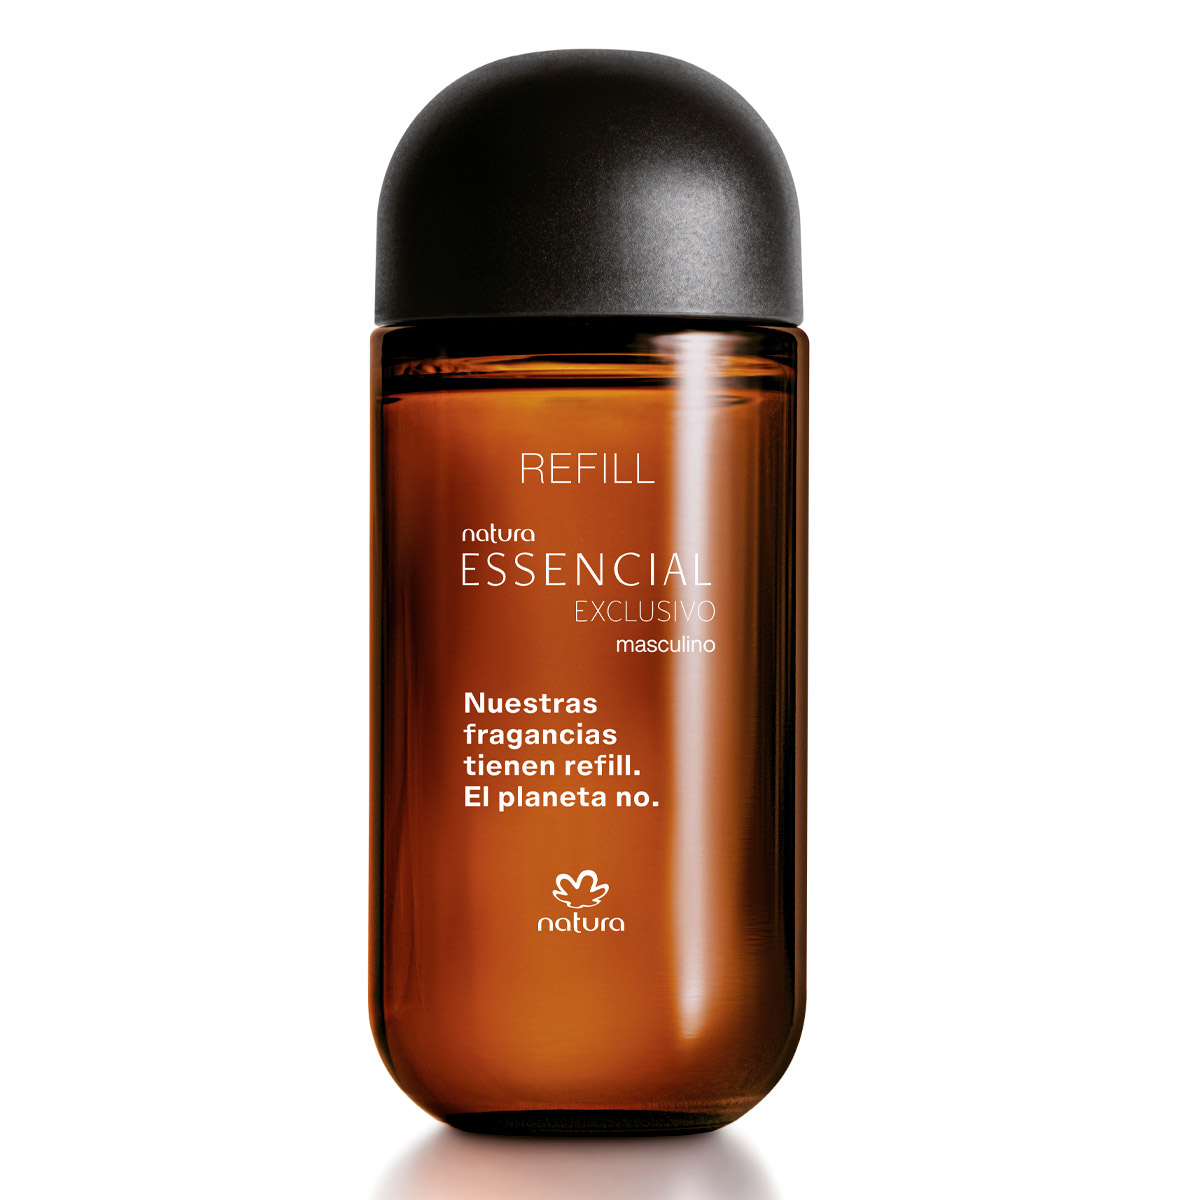 REFILL
natura
ESSENCIAL
EXCLUSIVO
masculino
Nuestras
fragancias
tienen refill.
El planeta no.
natura